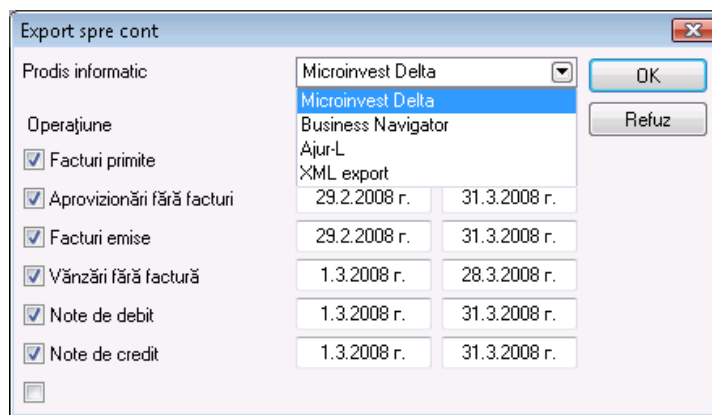 Export spre cont
Prodis informatic Microinvest Delta OK
Microinvest Delta
Business Navigator Refuz
Operaţiune
Ajur-L
Facturi primite
XML export
Aprovizionări fără facturi 29.2.2008 г. 31.3.2008 г.
Facturi emise 29.2.2008 г. 31.3.2008 г.
Vănzări fără factură 1.3.2008 г. 28.3.2008 г.
Note de debit 1.3.2008 г. 31.3.2008 г.
Note de credit 1.3.2008 г. 31.3.2008 г.